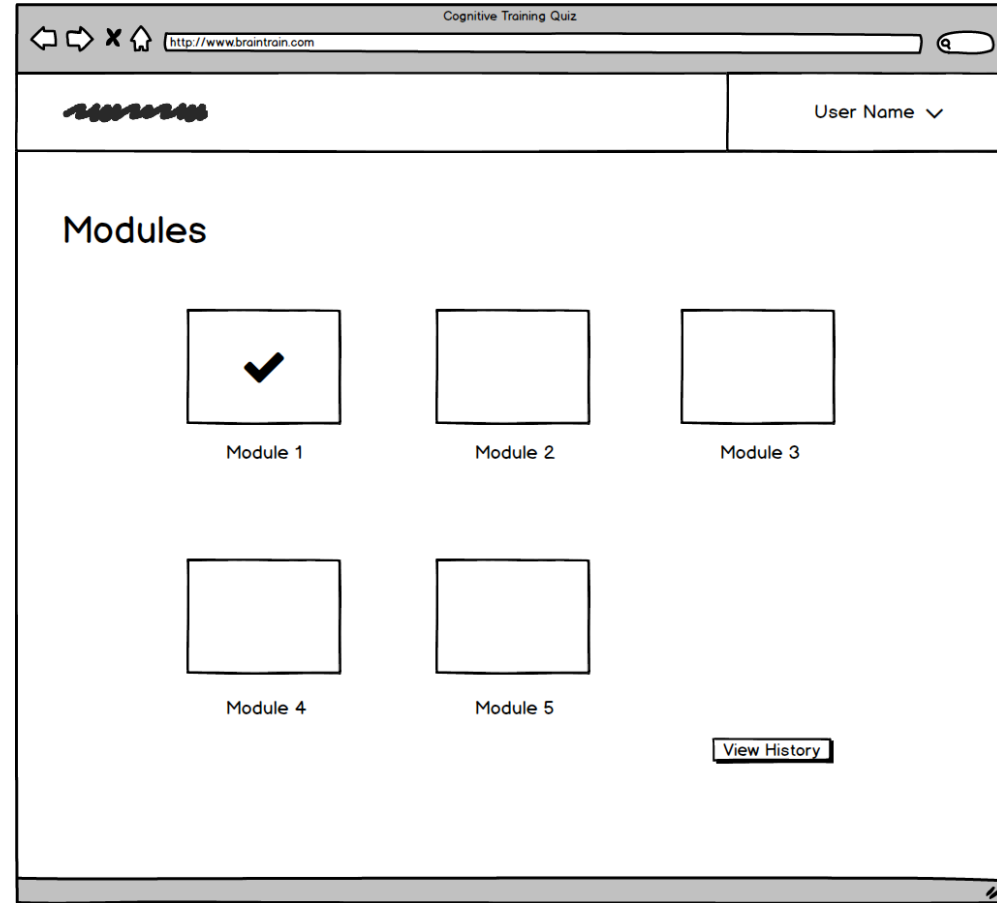 Cognitive Training Quiz
http://www.braintrain.com
User Name
Modules
Module 1
Module 2
Module 3
Module 4
Module 5
View History